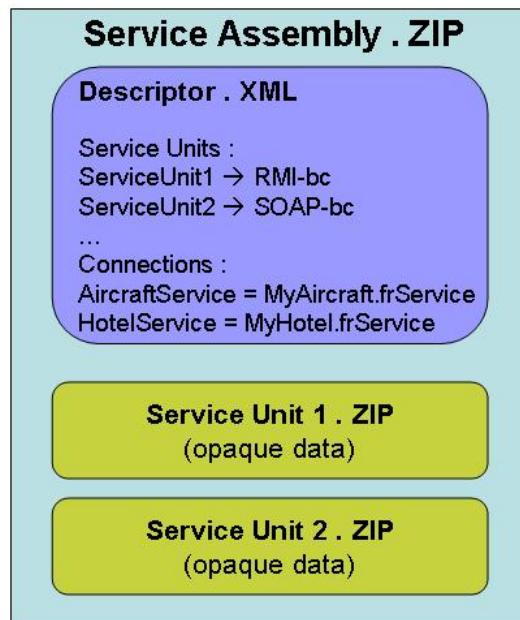 Service Assembly . ZIP
Descriptor . XML
Service Units :
ServiceUnit1 → RMI-bc
ServiceUnit2 → SOAP-bc
...
Connections :
AircraftService = MyAircraft.frService
HotelService = MyHotel.frService
Service Unit 1 . ZIP
(opaque data)
Service Unit 2 . ZIP
(opaque data)